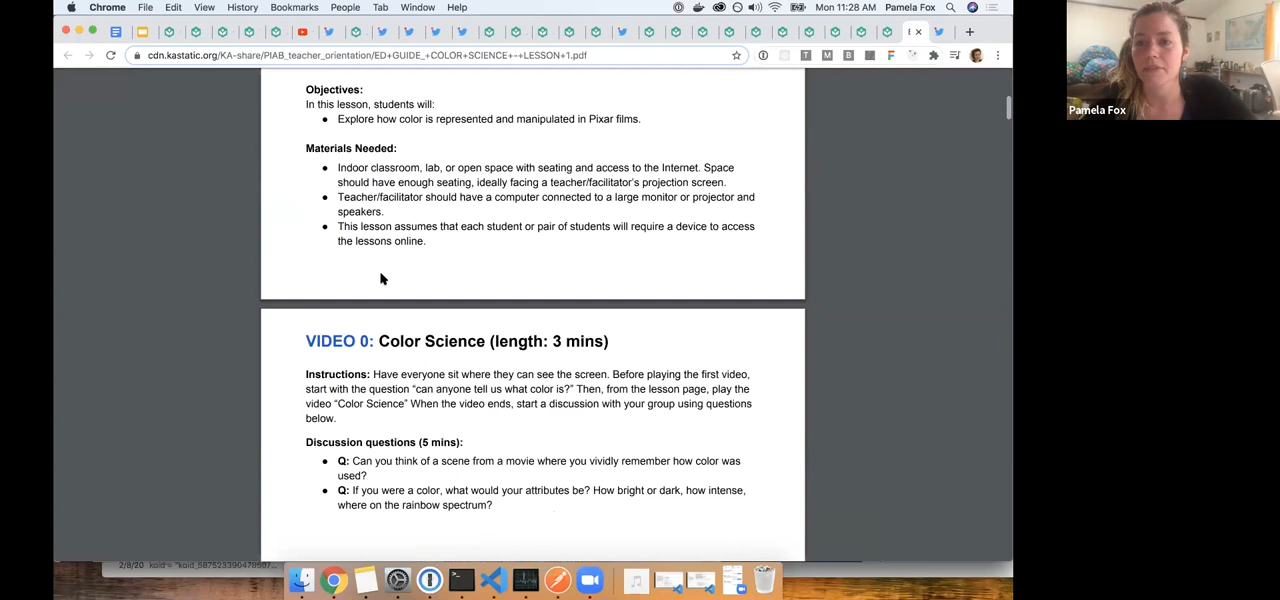 Chrome File Edit View History Bookmarks People Tab Window Help Mon 11:28 AM Pamela Fox
cdn.kastatic.org/KA-share/PIAB_teacher_orientation/ED+GUIDE_+COLOR+SCIENCE+-+LESSON+1.pdf
Pamela Fox
Objectives:
In this lesson, students will:
● Explore how color is represented and manipulated in Pixar films.
Materials Needed:
● Indoor classroom, lab, or open space with seating and access to the Internet. Space
should have enough seating, ideally facing a teacher/facilitator's projection screen.
● Teacher/facilitator should have a computer connected to a large monitor or projector and
speakers.
● This lesson assumes that each student or pair of students will require a device to access
the lessons online.
VIDEO 0: Color Science (length: 3 mins)
Instructions: Have everyone sit where they can see the screen. Before playing the first video,
start with the question “can anyone tell us what color is?” Then, from the lesson page, play the
video “Color Science” When the video ends, start a discussion with your group using questions
below.
Discussion questions (5 mins):
● Q: Can you think of a scene from a movie where you vividly remember how color was
used?
● Q: If you were a color, what would your attributes be? How bright or dark, how intense,
where on the rainbow spectrum?
2/8/20